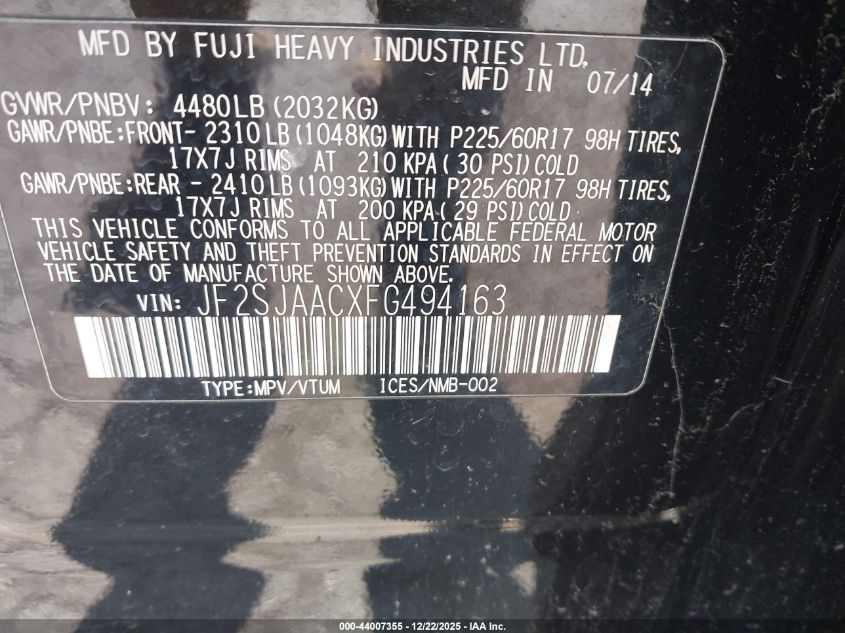 MFD BY FUJI HEAVY INDUSTRIES LTD.
MFD IN 07/14
GVWR/PNBV: 4480LB (2032KG)
GAWR/PNBE:FRONT- 2310LB (1048KG) WITH P225/60R17 98H TIRES,
17X7J RIMS AT 210 KPA ( 30 PSI) COLD
GAWR/PNBE:REAR - 2410LB (1093KG) WITH P225/60R17 98H TIRES,
17X7J RIMS AT 200 KPA (29 PSI) COLD
THIS VEHICLE CONFORMS TO ALL APPLICABLE FEDERAL MOTOR
VEHICLE SAFETY AND THEFT PREVENTION STANDARDS IN EFFECT ON
THE DATE OF MANUFACTURE SHOWN ABOVE.
VIN: JF2SJAACXFG494163
TYPE:MPV/VTUM ICES/NMB-002
000-44007355 - 12/22/2025 - IAA Inc.